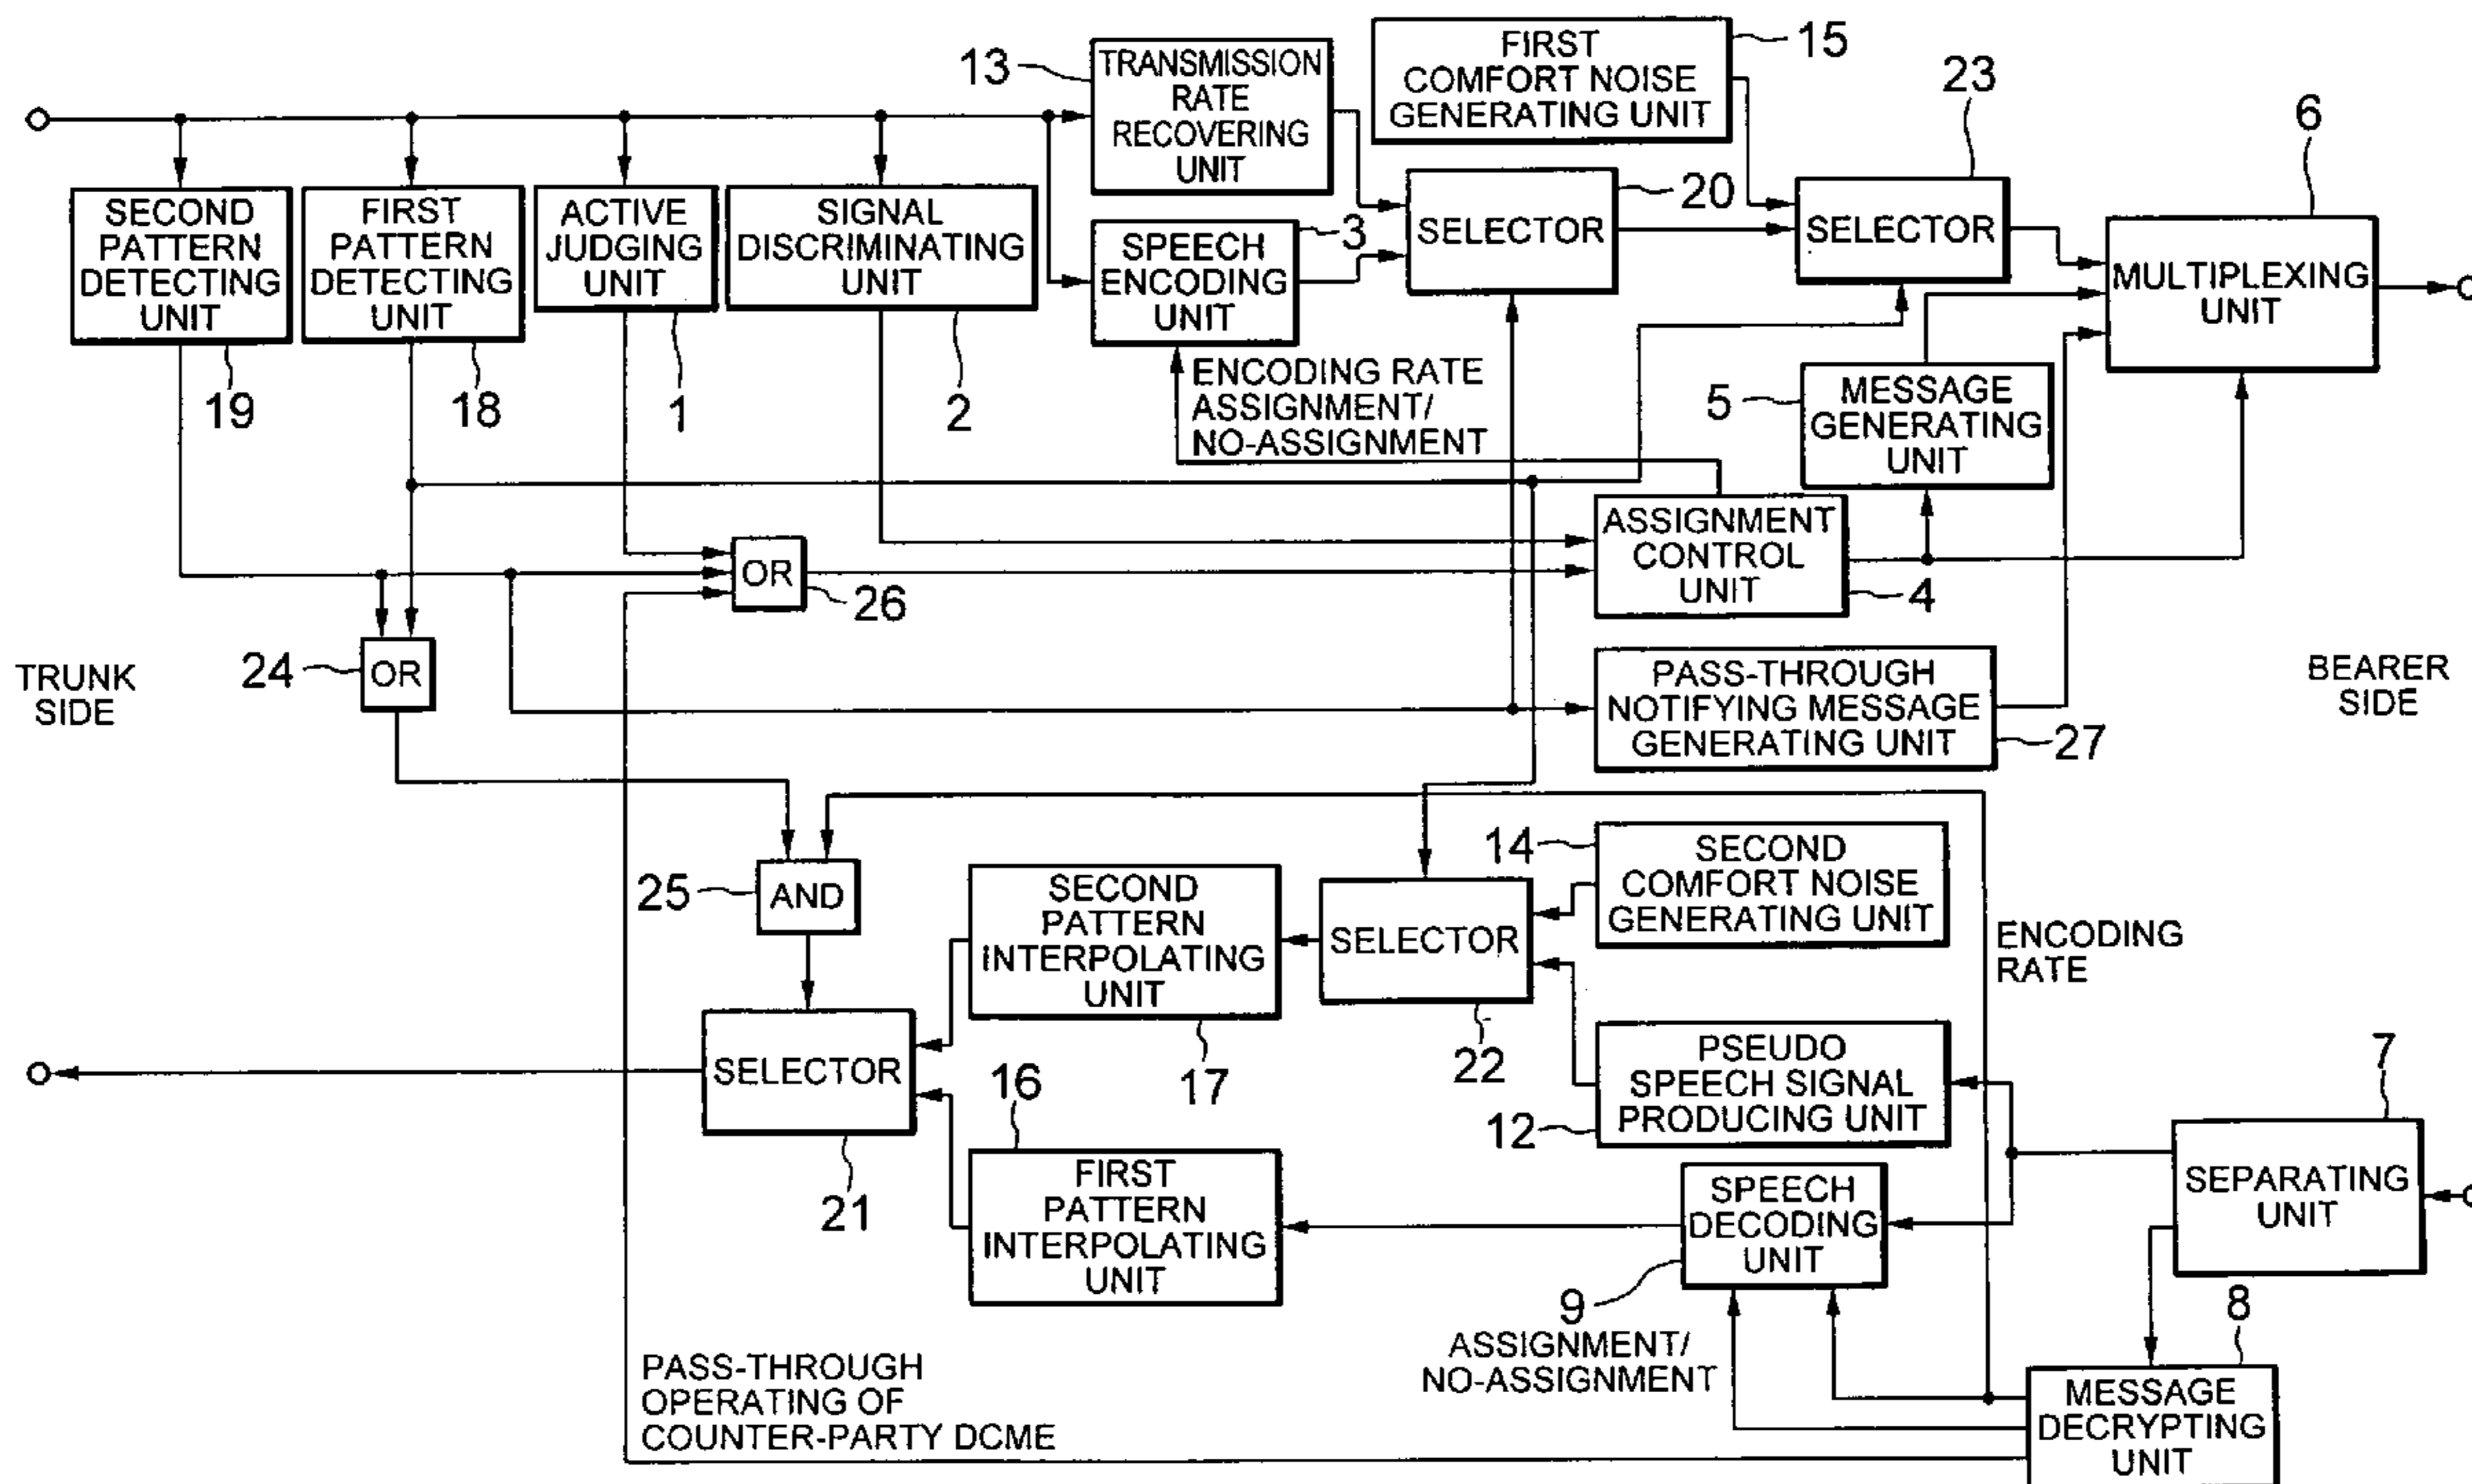 13
TRANSMISSION
RATE
RECOVERING
UNIT
FIRST
COMFORT NOISE
GENERATING UNIT
15
23
6
SECOND
PATTERN
DETECTING
UNIT
19
FIRST
PATTERN
DETECTING
UNIT
18
ACTIVE
JUDGING
UNIT
1
SIGNAL
DISCRIMINATING
UNIT
2
SPEECH
ENCODING
UNIT
3
SELECTOR
20
SELECTOR
MULTIPLEXING
UNIT
ENCODING RATE
ASSIGNMENT/
NO-ASSIGNMENT
5
MESSAGE
GENERATING
UNIT
OR
26
ASSIGNMENT
CONTROL
UNIT
4
24
OR
TRUNK
SIDE
PASS-THROUGH
NOTIFYING MESSAGE
GENERATING UNIT
27
BEARER
SIDE
25
AND
SECOND
PATTERN
INTERPOLATING
UNIT
17
SELECTOR
22
14
SECOND
COMFORT NOISE
GENERATING UNIT
ENCODING
RATE
SELECTOR
21
16
FIRST
PATTERN
INTERPOLATING
UNIT
12
PSEUDO
SPEECH SIGNAL
PRODUCING UNIT
SPEECH
DECODING
UNIT
9
7
SEPARATING
UNIT
8
ASSIGNMENT/
NO-ASSIGNMENT
PASS-THROUGH
OPERATING OF
COUNTER-PARTY DCME
MESSAGE
DECRYPTING
UNIT